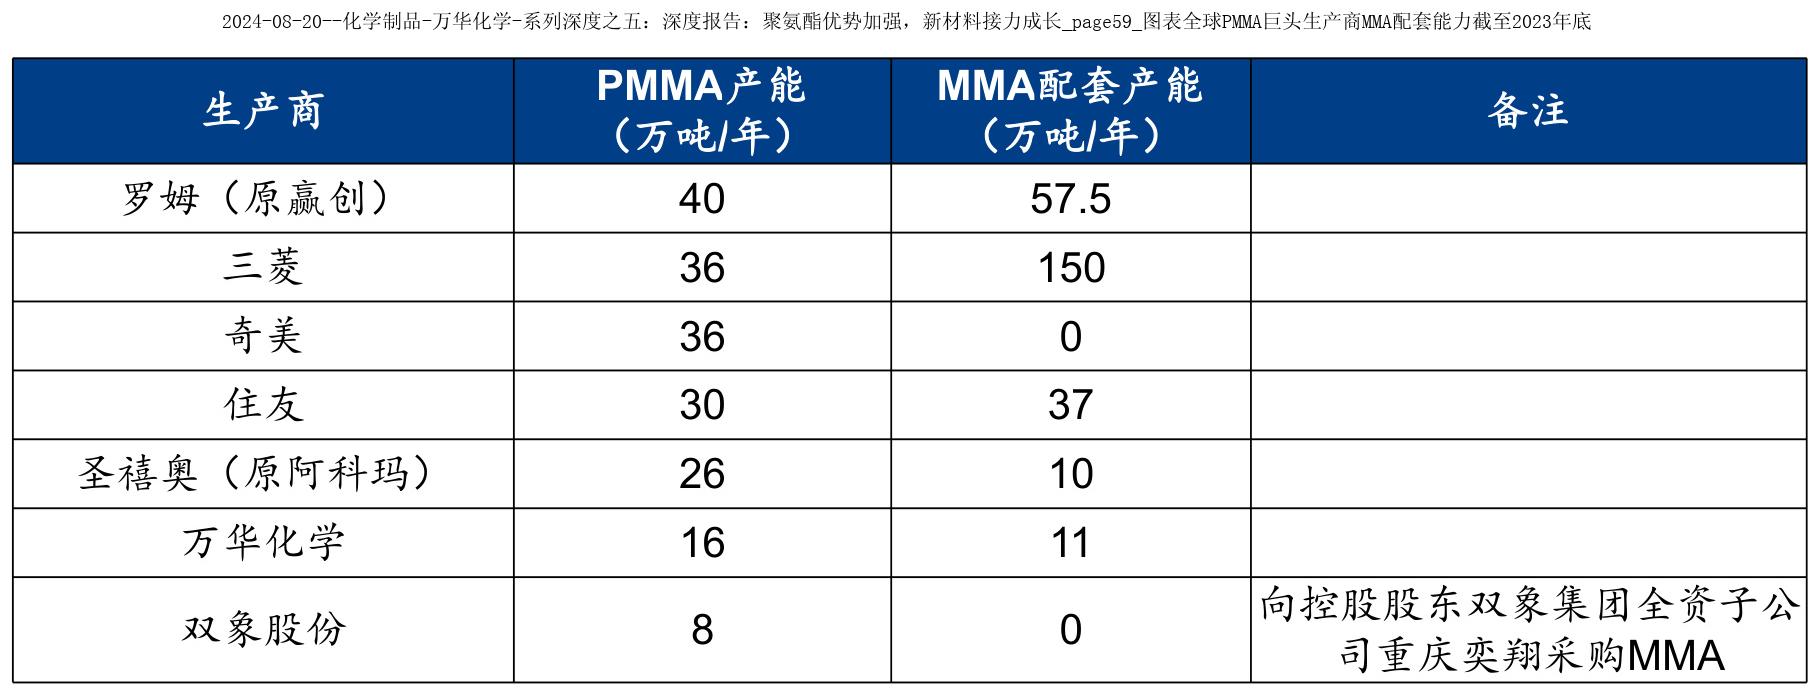 2024-08-20--化学制品-万华化学-系列深度之五：深度报告：聚氨酯优势加强，新材料接力成长_page59_图表全球PMMA巨头生产商MMA配套能力截至2023年底
生产商
PMMA产能
（万吨/年）
MMA配套产能
（万吨/年）
备注
罗姆（原赢创）
40
57.5
三菱
36
150
奇美
36
0
住友
30
37
圣禧奥（原阿科玛）
26
10
万华化学
16
11
双象股份
8
0
向控股股东双象集团全资子公
司重庆奕翔采购MMA